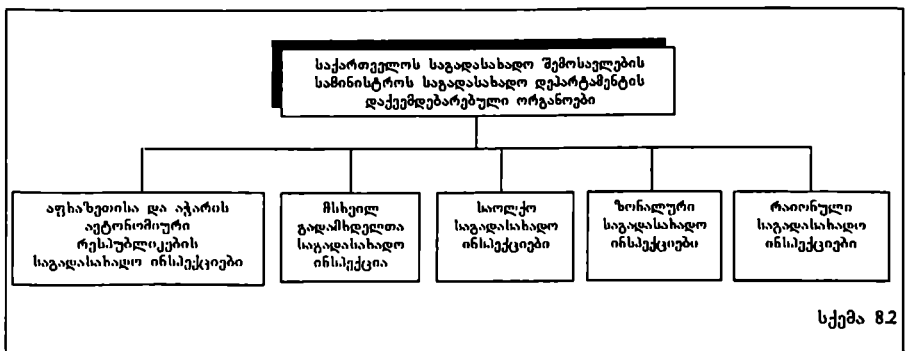 საქართველოს საგადასახადო შემოსავლების
სამინისტროს საგადასახადო დეპარტამენტის
დაქვემდებარებული ორგანოები
აფხაზეთისა და აჭარის
ავტონომიური
რესპუბლიკების
საგადასახადო ინსპექციები
მსხვილ
გადამხდელთა
საგადასახადო
ინსპექცია
საოლქო
საგადასახადო
ინსპექციები
ზონალური
საგადასახადო
ინსპექციები
რაიონული
საგადასახადო
ინსპექციები
სქემა 8.2